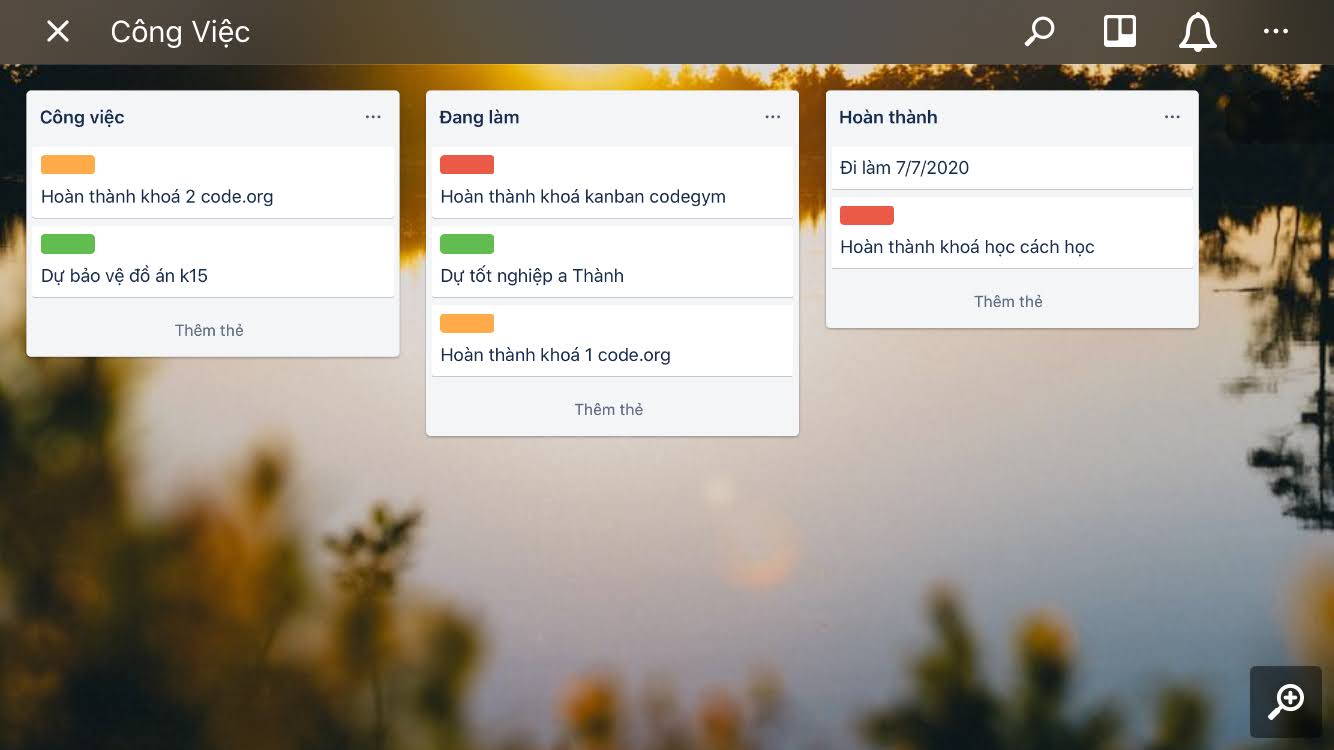 Công Việc
Công việc
Hoàn thành khoá 2 code.org
Dự bảo vệ đồ án k15
Thêm thẻ
Đang làm
Hoàn thành khoá kanban codegym
Dự tốt nghiệp a Thành
Hoàn thành khoá 1 code.org
Thêm thẻ
Hoàn thành
Đi làm 7/7/2020
Hoàn thành khoá học cách học
Thêm thẻ